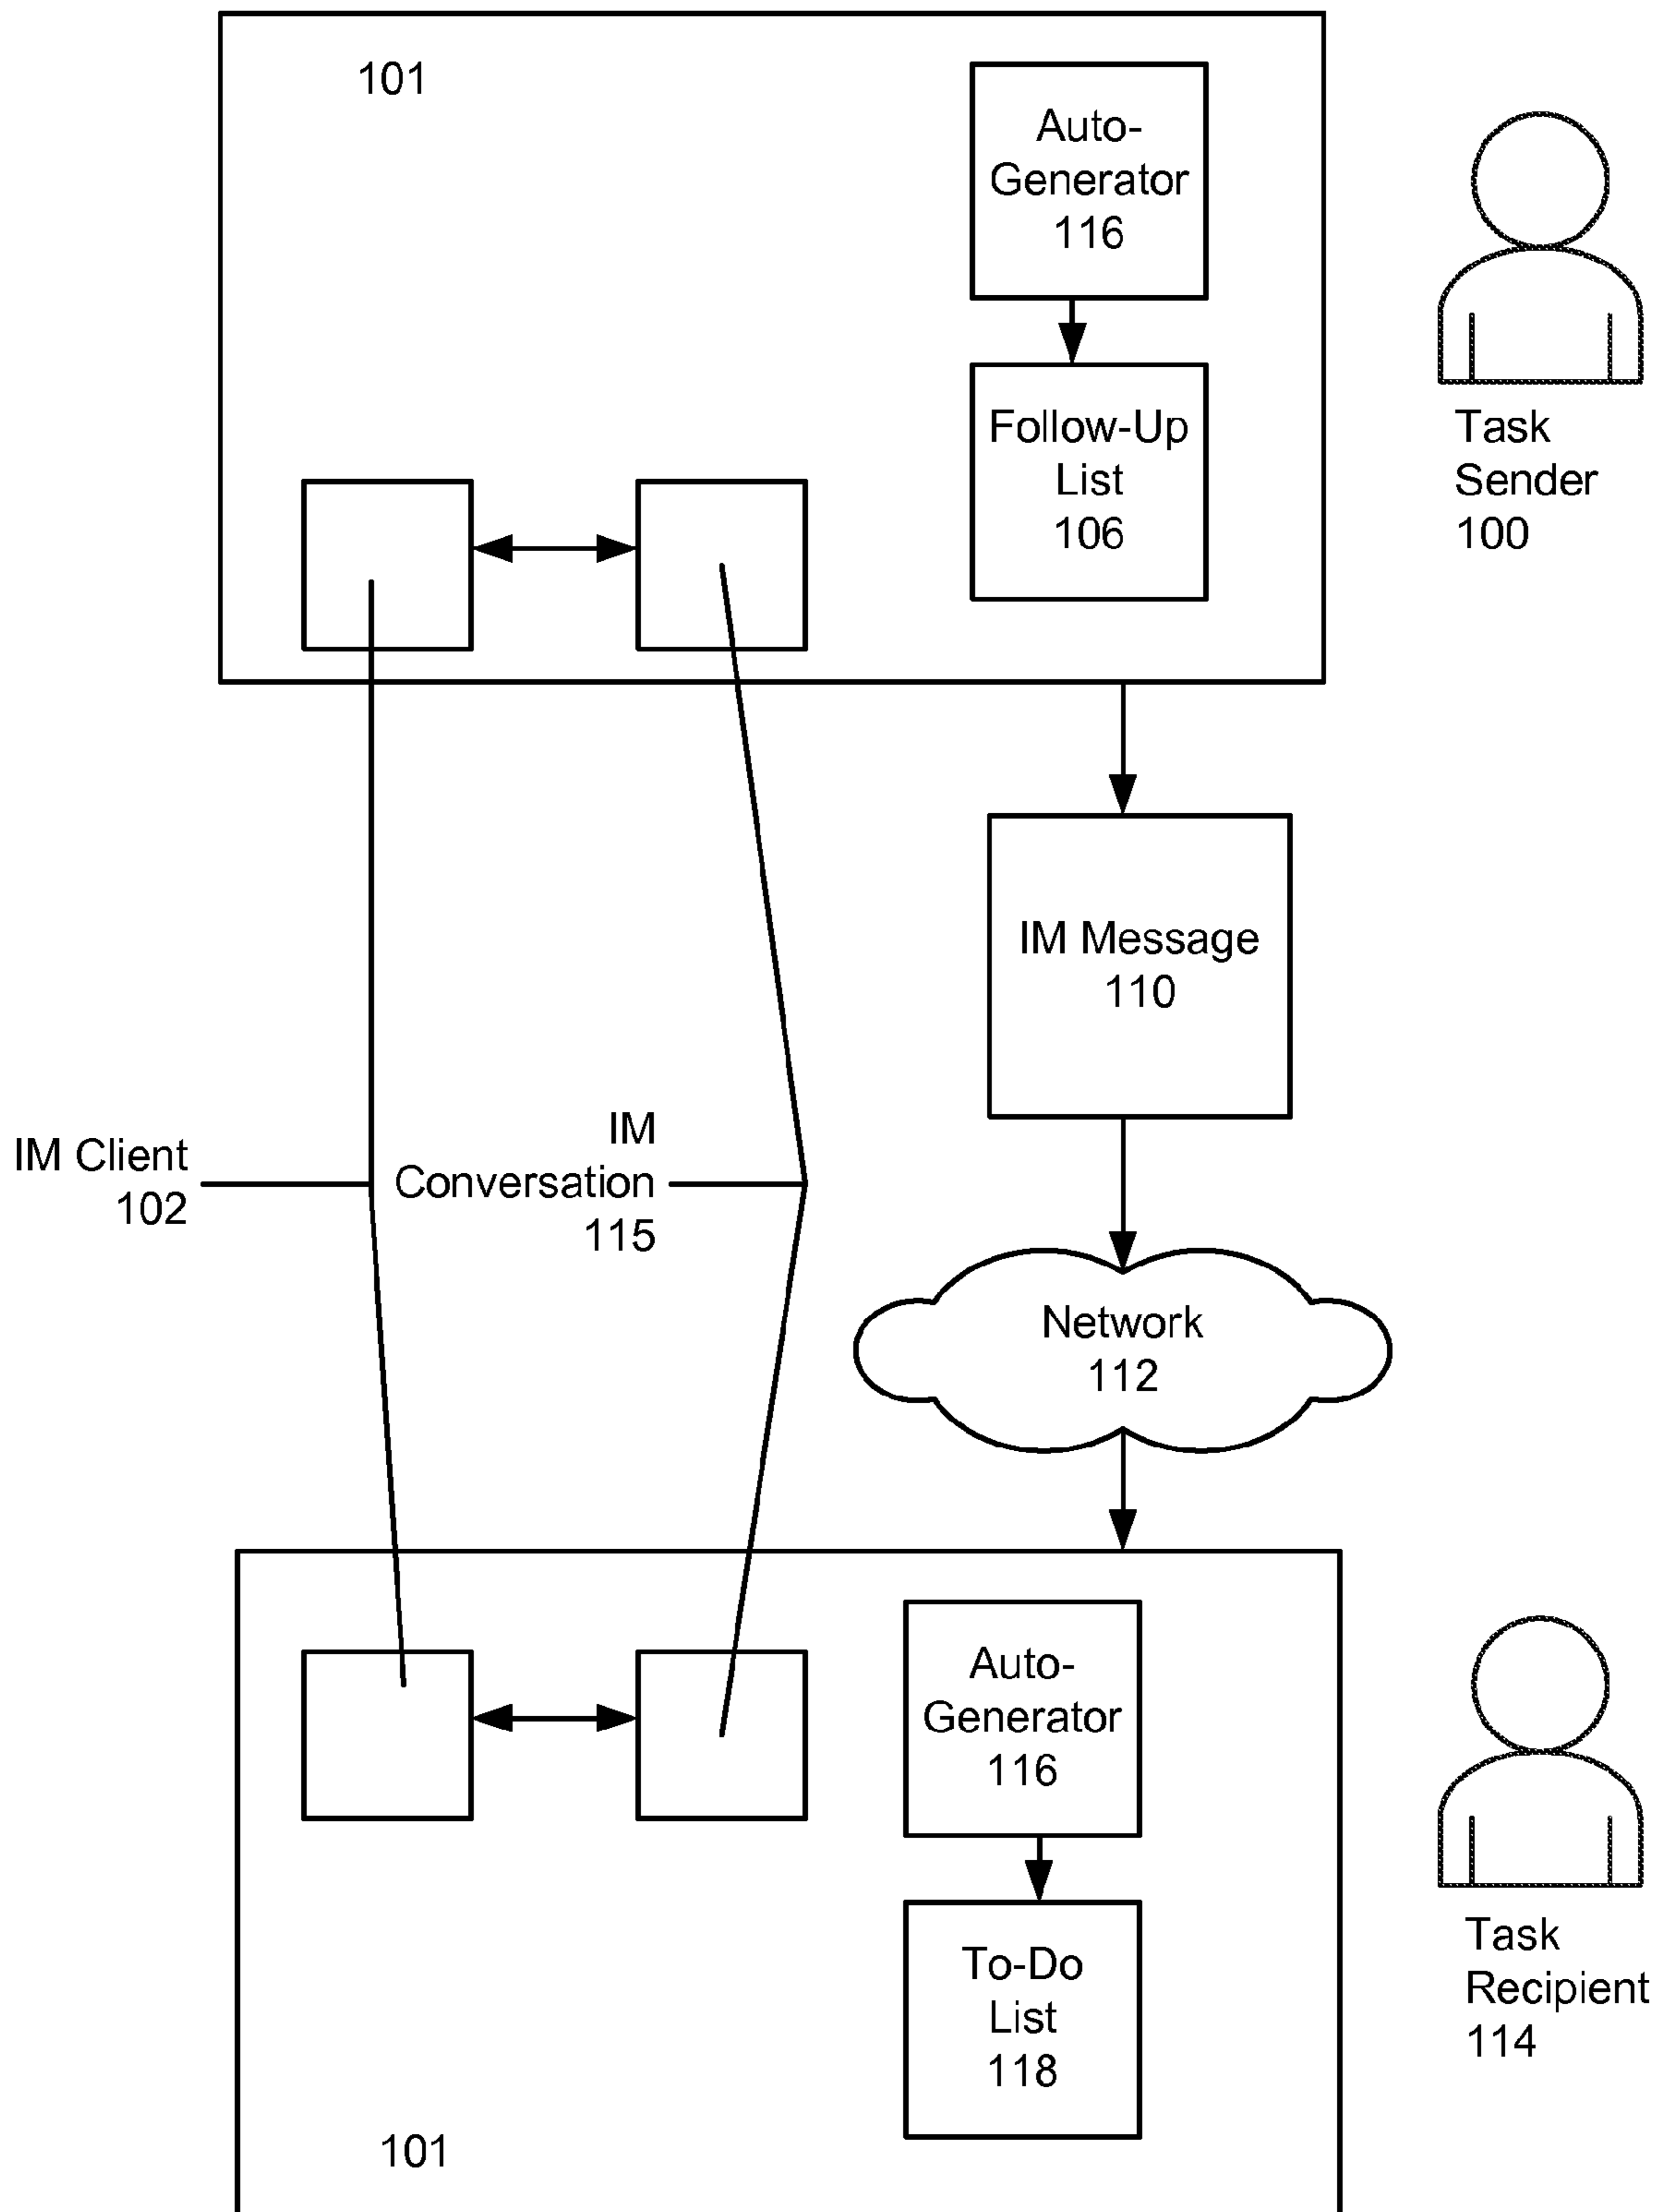 101
Auto-
Generator
116
Follow-Up
List
106
Task
Sender
100
IM Message
110
IM Client
102
IM
Conversation
115
Network
112
Auto-
Generator
116
To-Do
List
118
Task
Recipient
114
101